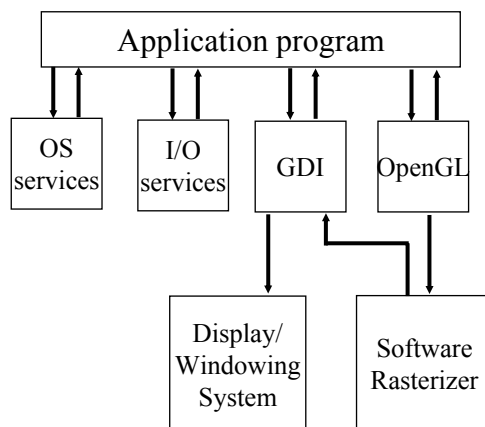 Application program
OS
services
I/O
services
GDI
OpenGL
Display/
Windowing
System
Software
Rasterizer